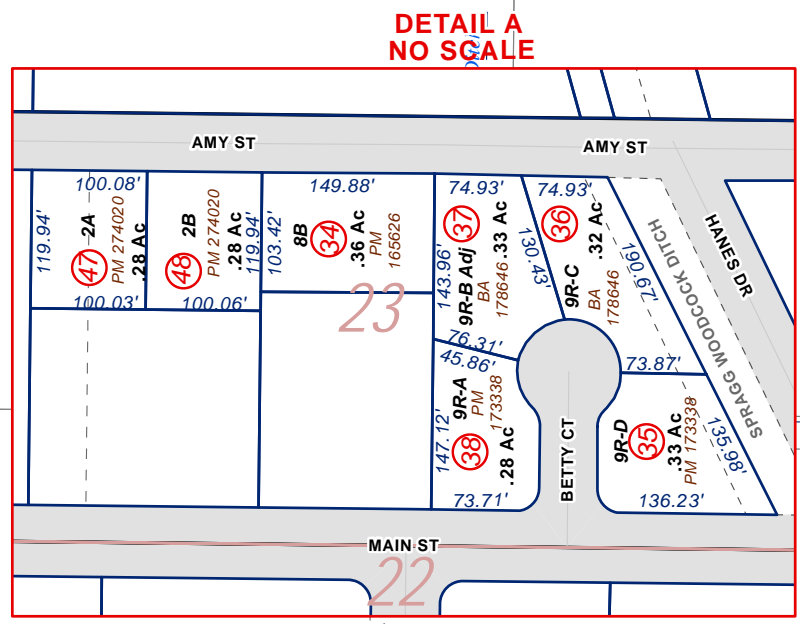 DETAIL A
NO SCALE
AMY ST
AMY ST
100.08'
119.94'
47
2A
PM 274020
.28 Ac
100.03'
48
2B
PM 274020
.28 Ac
119.94'
100.06'
149.88'
103.42'
8B
34
.36 Ac
PM
165626
23
74.93'
37
143.96'
9R-B Adj
BA
178646
.33 Ac
76.31'
130.43'
74.93'
36
9R-C
BA
178646
.32 Ac
190.67'
73.87'
SPRAGG WOODCOCK DITCH
HANES DR
45.86'
147.12'
38
9R-A
PM
173338
.28 Ac
73.71'
BETTY CT
9R-D
35
.33 Ac
PM 173338
135.98'
136.23'
MAIN ST
22